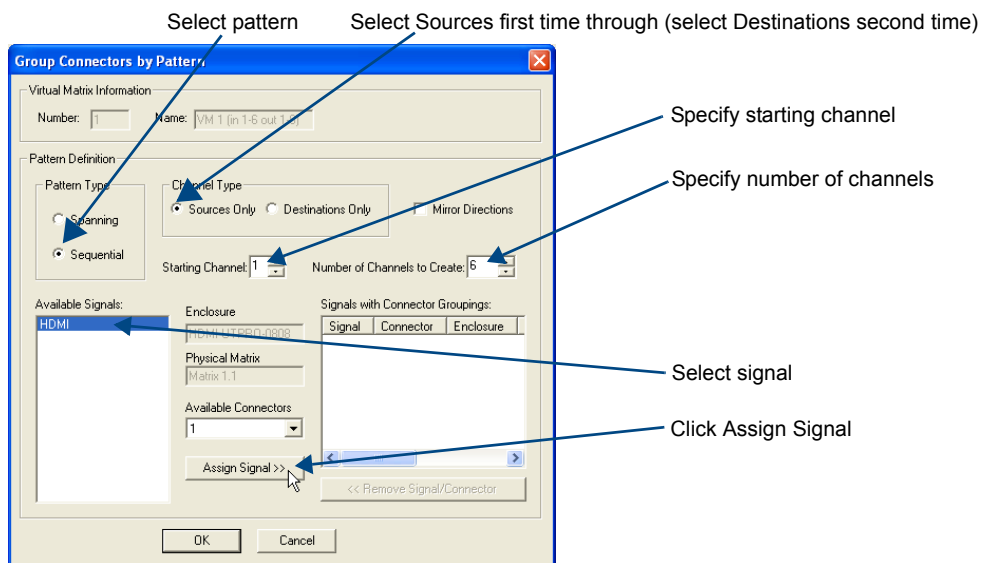 Select pattern
Select Sources first time through (select Destinations second time)
Group Connectors by Pattern
Virtual Matrix Information
Number: 1 Name: VM 1 (in 1-6 out 1-8)
Specify starting channel
Pattern Definition
Pattern Type
Channel Type
Specify number of channels
Spanning
Sources Only
Destinations Only
Mirror Directions
Sequential
Starting Channel: 1
Number of Channels to Create: 6
Available Signals:
HDMI
Enclosure
HDMI-UTPRO-0808
Signals with Connector Groupings:
Signal Connector Enclosure
Physical Matrix
Matrix 1.1
Select signal
Available Connectors
1
Click Assign Signal
Assign Signal >>
<< Remove Signal/Connector
OK
Cancel